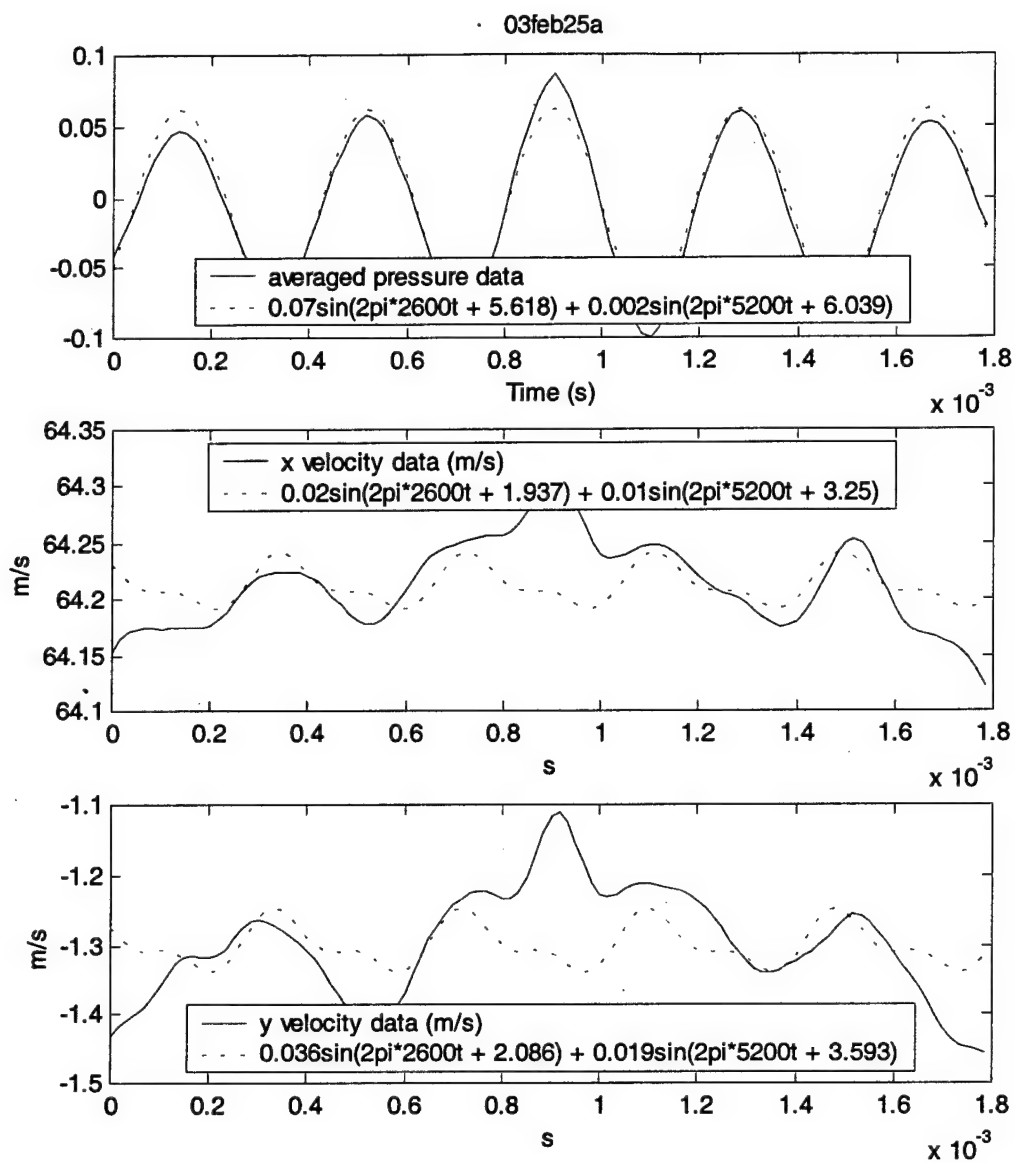 03feb25a
0.1
0.05
0
-0.05
-0.1
averaged pressure data
0.07sin(2pi*2600t + 5.618) + 0.002sin(2pi*5200t + 6.039)
0 0.2 0.4 0.6 0.8 1 1.2 1.4 1.6 1.8
Time (s)
x 10-3
64.35
64.3
64.25
64.2
64.15
64.1
m/s
x velocity data (m/s)
0.02sin(2pi*2600t + 1.937) + 0.01sin(2pi*5200t + 3.25)
0 0.2 0.4 0.6 0.8 1 1.2 1.4 1.6 1.8
s
x 10-3
-1.1
-1.2
-1.3
-1.4
-1.5
m/s
y velocity data (m/s)
0.036sin(2pi*2600t + 2.086) + 0.019sin(2pi*5200t + 3.593)
0 0.2 0.4 0.6 0.8 1 1.2 1.4 1.6 1.8
s
x 10-3